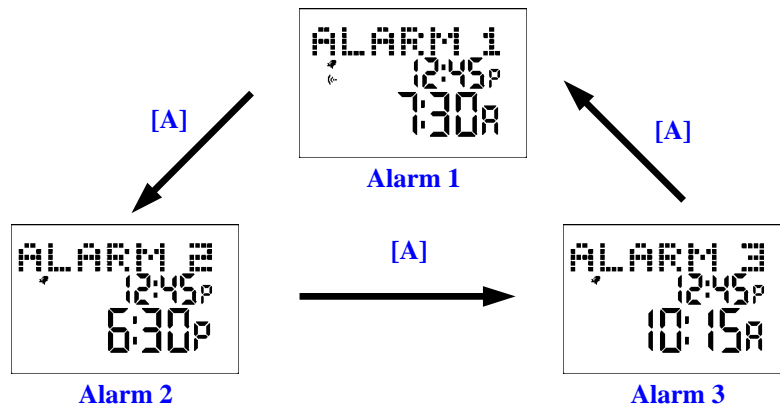 ALARM 1
12:45P
7:30A
[A]
[A]
Alarm 1
ALARM 2
12:45P
6:30P
[A]
ALARM 3
12:45P
10:15A
Alarm 2
Alarm 3